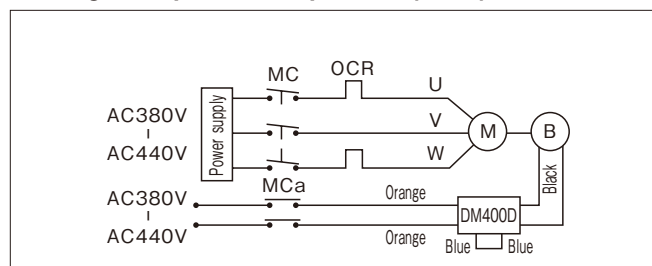 MC
OCR
AC380V
AC440V
Power supply
U
V
W
M
B
MCa
AC380V
AC440V
Orange
Orange
DM400D
Black
Blue
Blue